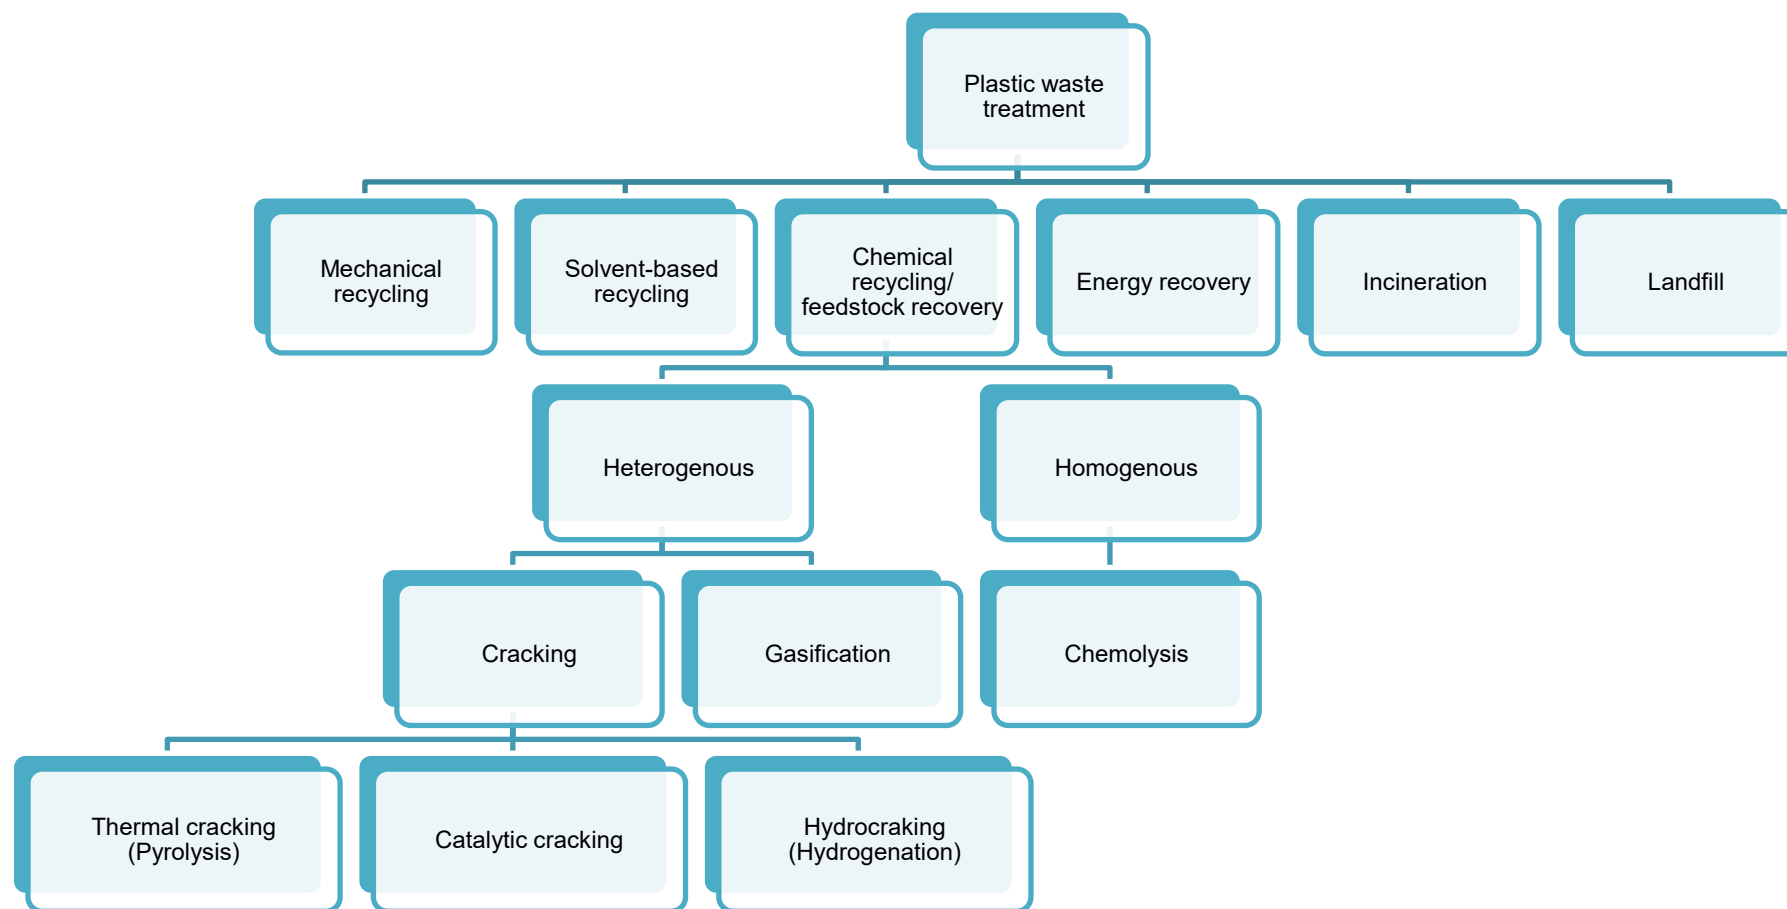 Plastic waste
treatment
Mechanical
recycling
Solvent-based
recycling
Chemical
recycling/
feedstock recovery
Energy recovery
Incineration
Landfill
Heterogenous
Homogenous
Cracking
Gasification
Chemolysis
Thermal cracking
(Pyrolysis)
Catalytic cracking
Hydrocraking
(Hydrogenation)